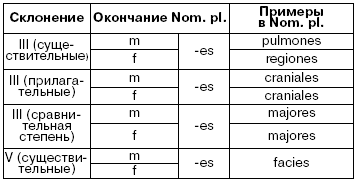 Склонение Окончание Nom. pl. Примеры
в Nom. pl.
III (суще-
ствительные)
m
-es
pulmones
f
regiones
III (прилага-
тельные)
m
-es
craniales
f
craniales
III (сравни-
тельная
степень)
m
-es
majores
f
majores
V (существи-
тельные)
m
-es
facies
f